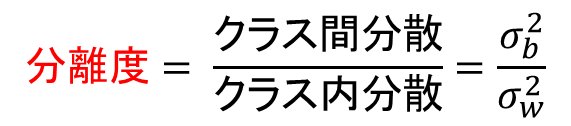 分離度 = クラス間分散 / クラス内分散 = σ_b^2 / σ_w^2